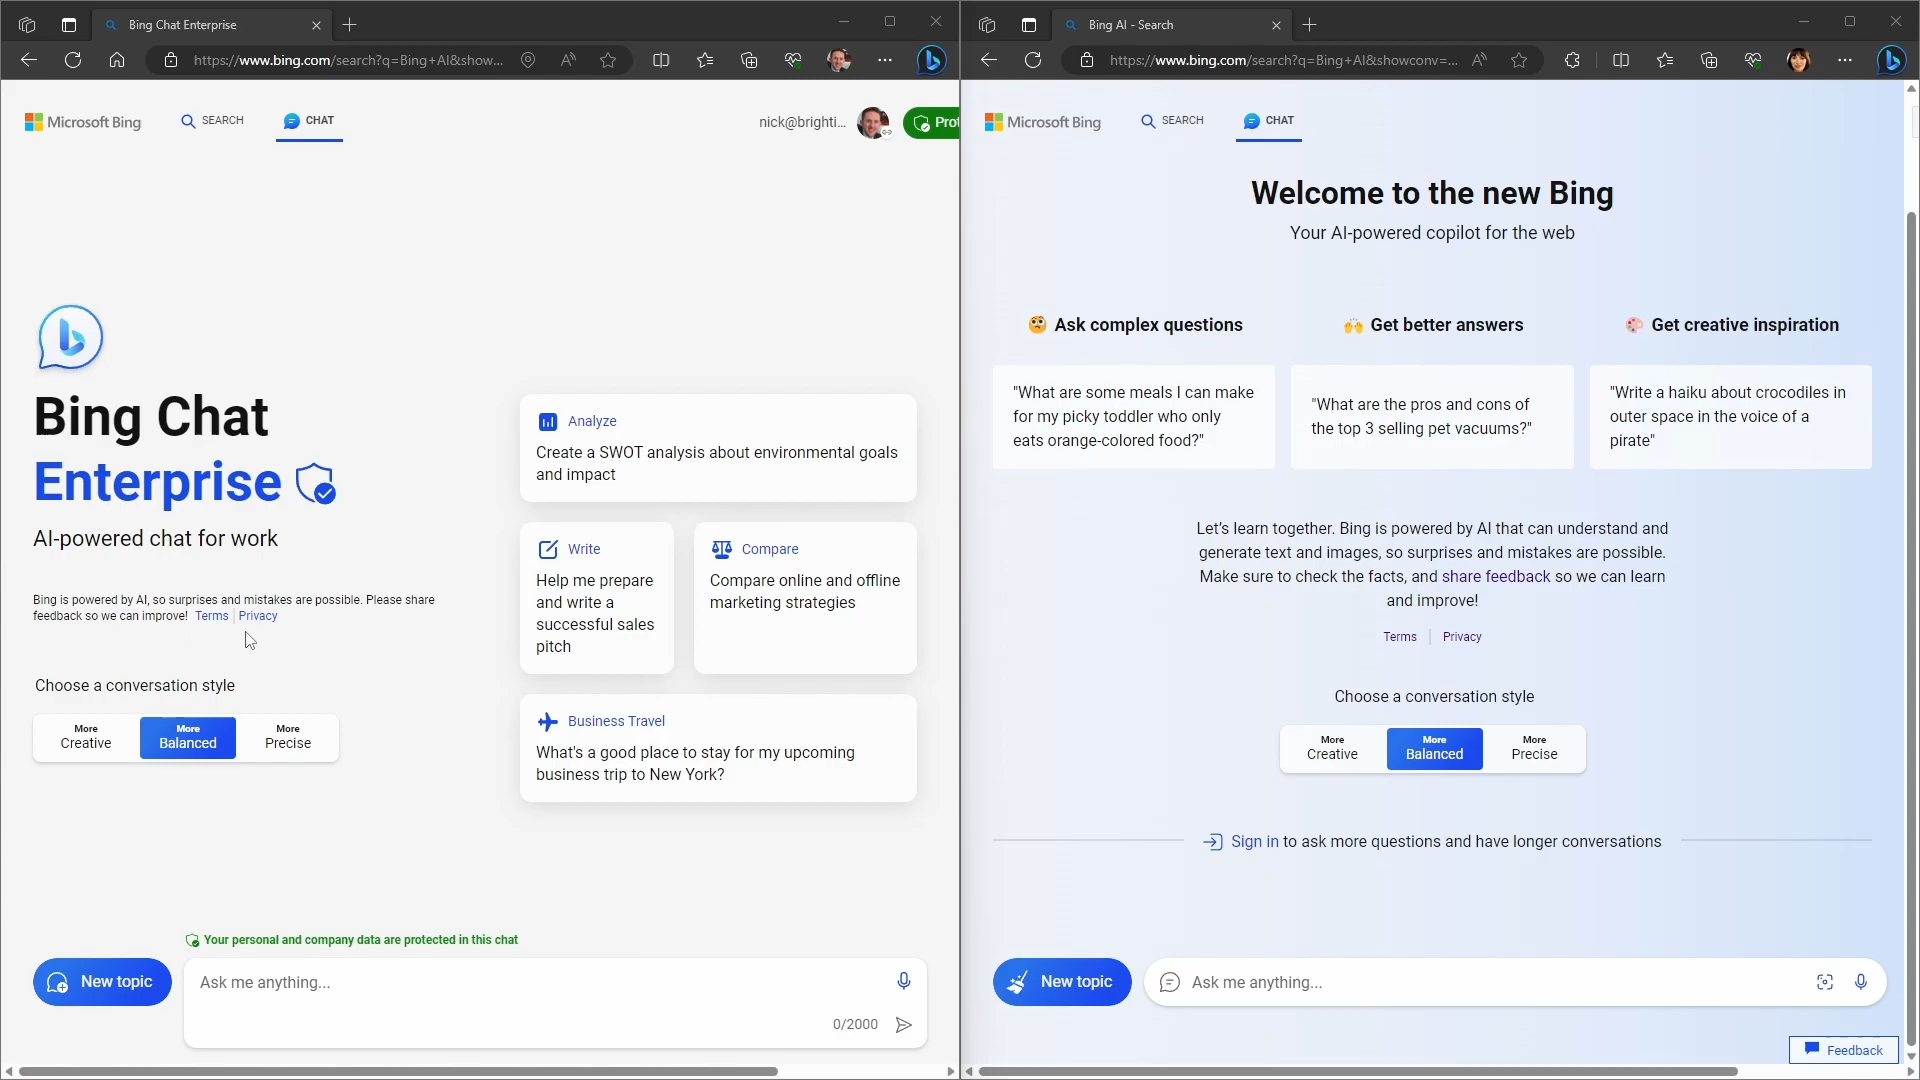 Bing Chat Enterprise
https://www.bing.com/search?q=Bing+AI&show...
Microsoft Bing
SEARCH
CHAT
nick@brighti...
Prot
Bing Chat
Enterprise
AI-powered chat for work
Bing is powered by AI, so surprises and mistakes are possible. Please share
feedback so we can improve! Terms | Privacy
Choose a conversation style
More
Creative
More
Balanced
More
Precise
Analyze
Create a SWOT analysis about environmental goals
and impact
Write
Help me prepare
and write a
successful sales
pitch
Compare
Compare online and offline
marketing strategies
Business Travel
What's a good place to stay for my upcoming
business trip to New York?
Your personal and company data are protected in this chat
New topic
Ask me anything...
0/2000
Bing AI - Search
https://www.bing.com/search?q=Bing+AI&showconv=...
Microsoft Bing
SEARCH
CHAT
Welcome to the new Bing
Your AI-powered copilot for the web
Ask complex questions
"What are some meals I can make
for my picky toddler who only
eats orange-colored food?"
Get better answers
"What are the pros and cons of
the top 3 selling pet vacuums?"
Get creative inspiration
"Write a haiku about crocodiles in
outer space in the voice of a
pirate"
Let's learn together. Bing is powered by AI that can understand and
generate text and images, so surprises and mistakes are possible.
Make sure to check the facts, and share feedback so we can learn
and improve!
Terms | Privacy
Choose a conversation style
More
Creative
More
Balanced
More
Precise
Sign in to ask more questions and have longer conversations
New topic
Ask me anything...
Feedback